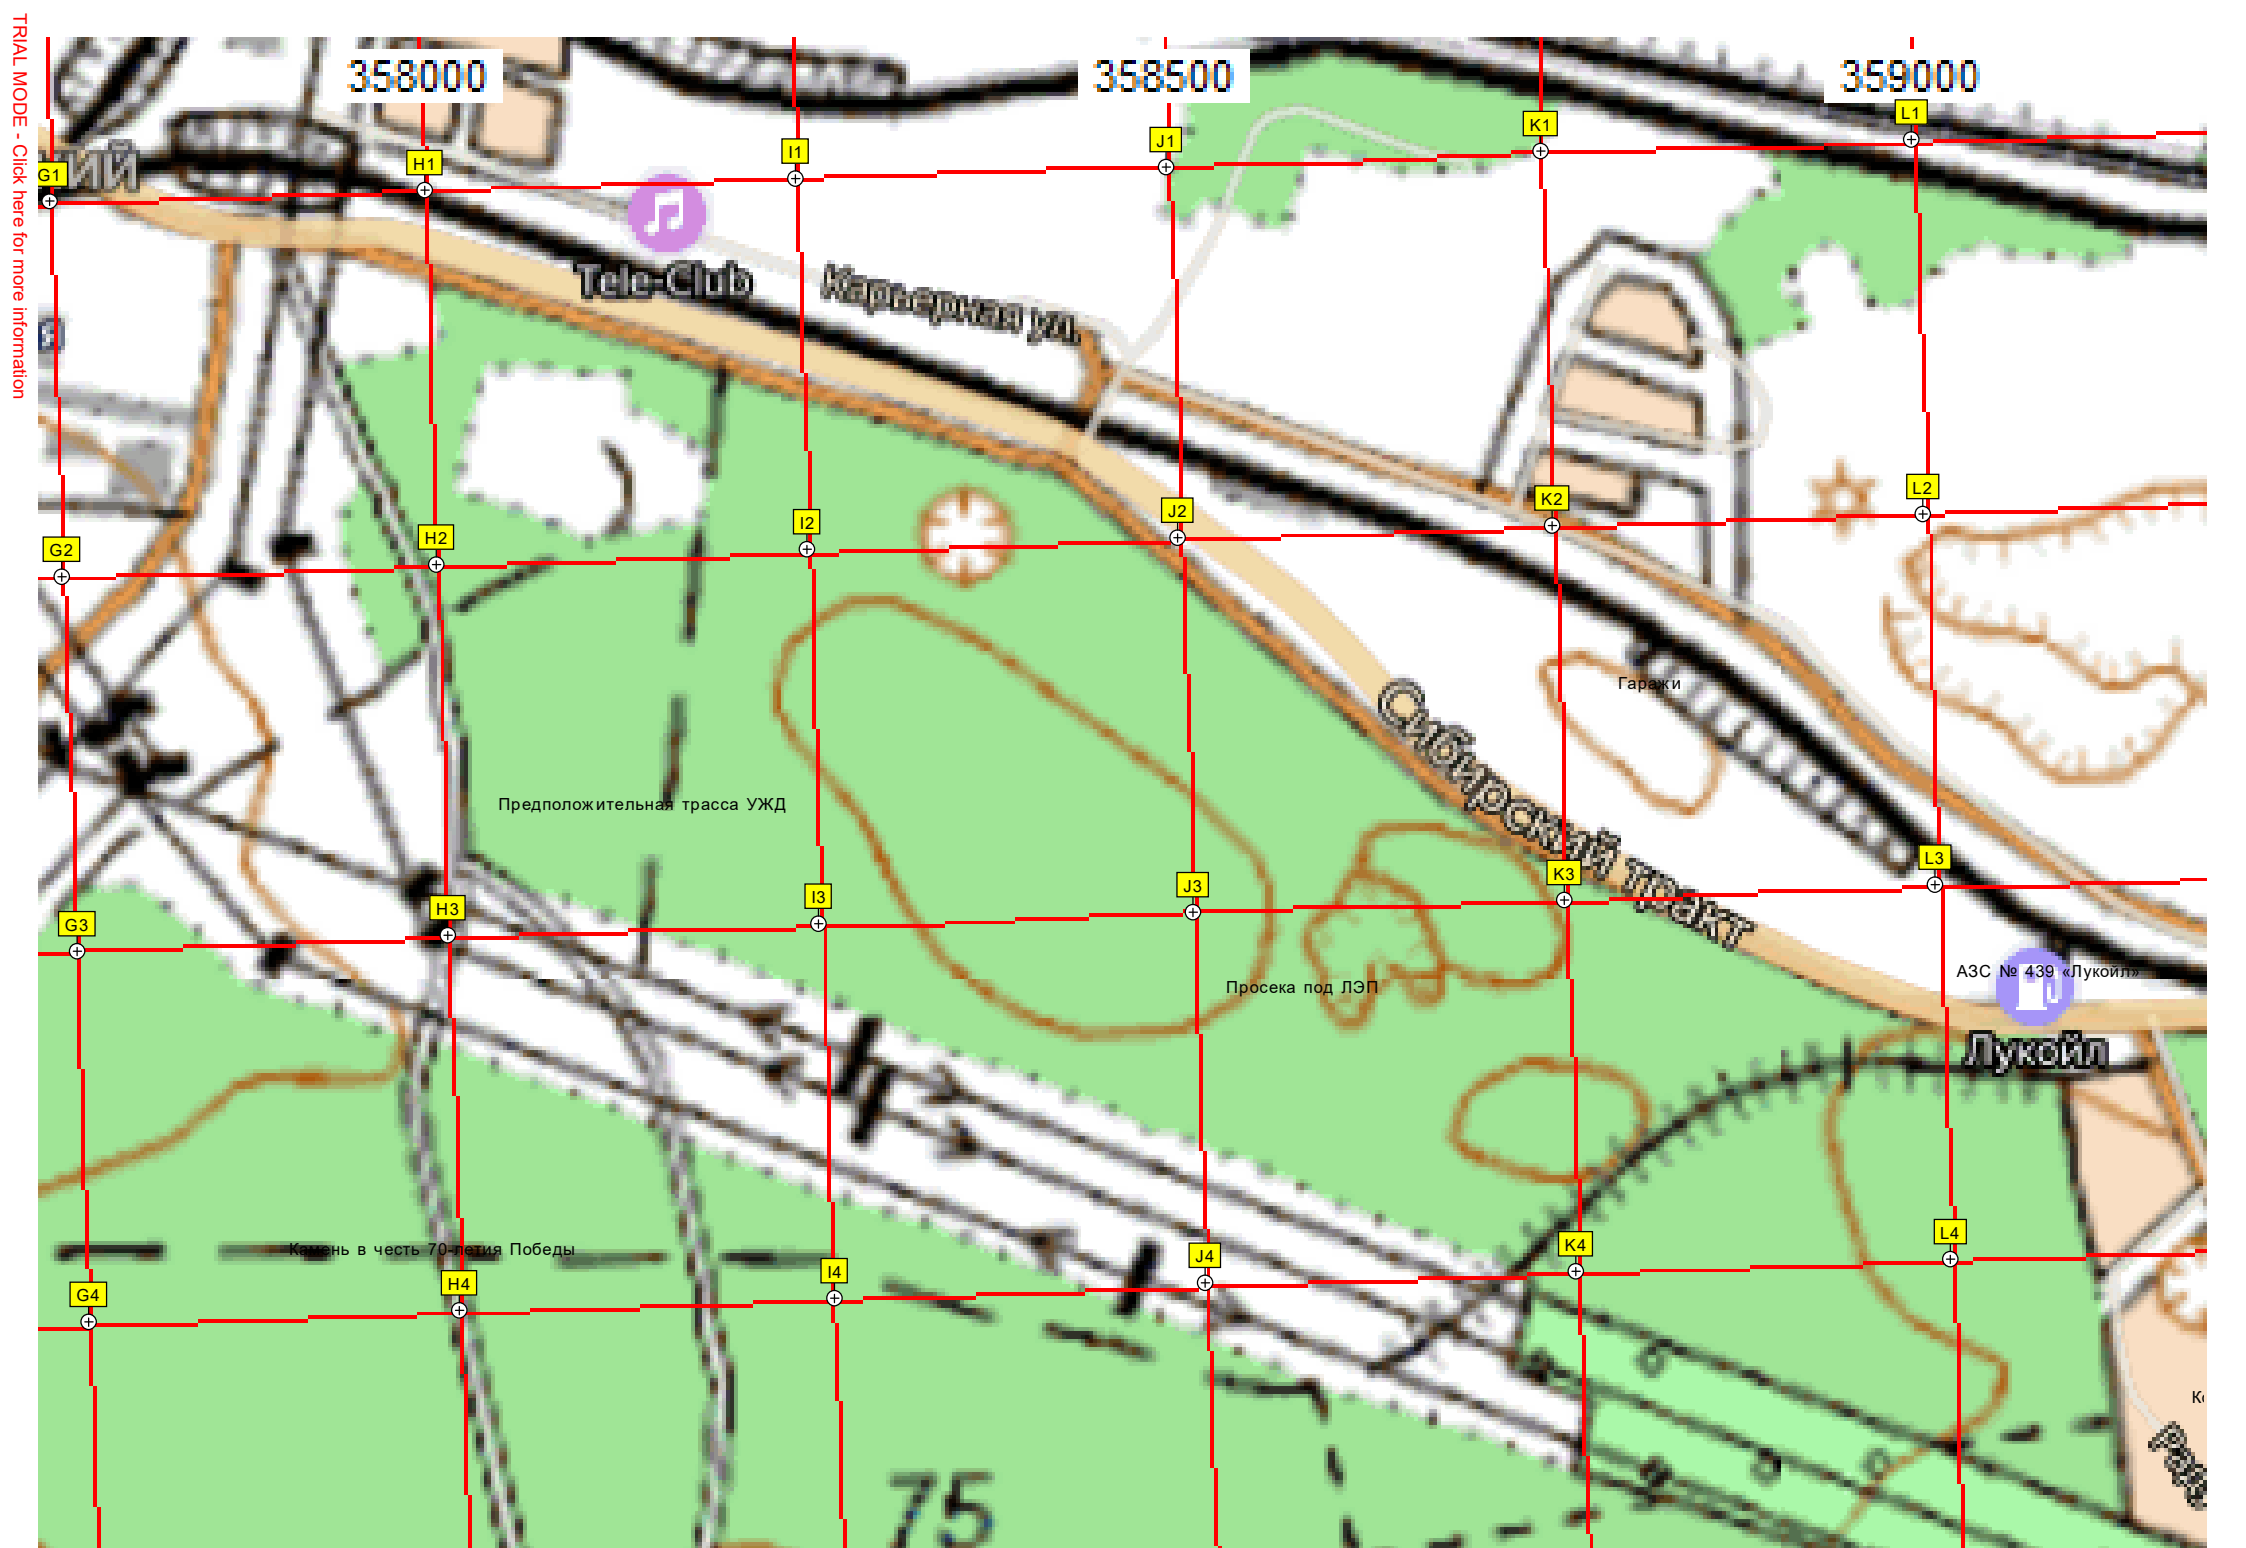 TRIAL MODE - Click here for more information
358000
358500
359000
G1
H1
I1
J1
K1
L1
ИЙ
Tele-Club
Карьерная ул.
Я
G2
H2
I2
J2
K2
L2
Гаражи
Сибирский тракт
Предположительная трасса УЖД
G3
H3
I3
J3
K3
L3
Просека под ЛЭП
АЗС № 439 «Лукойл»
Лукойл
Камень в честь 70-летия Победы
G4
H4
I4
J4
K4
L4
75